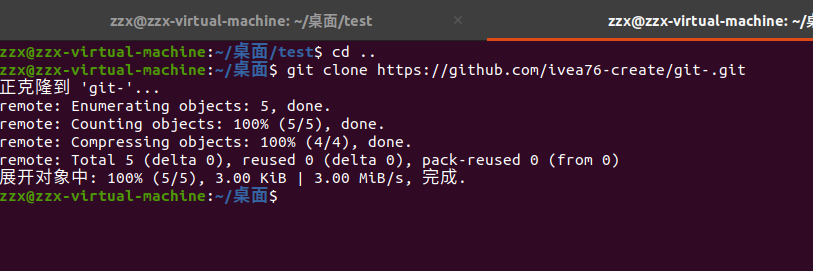 zzx@zzx-virtual-machine: ~/桌面/test × zzx@zzx-virtual-machine: ~/
zzx@zzx-virtual-machine:~/桌面/test$ cd ..
zzx@zzx-virtual-machine:~/桌面$ git clone https://github.com/ivea76-create/git-.git
正克隆到 'git-'...
remote: Enumerating objects: 5, done.
remote: Counting objects: 100% (5/5), done.
remote: Compressing objects: 100% (4/4), done.
remote: Total 5 (delta 0), reused 0 (delta 0), pack-reused 0 (from 0)
展开对象中: 100% (5/5), 3.00 KiB | 3.00 MiB/s, 完成.
zzx@zzx-virtual-machine:~/桌面$